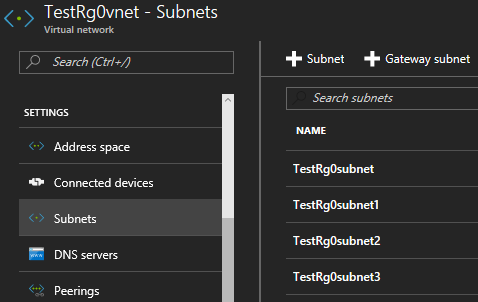 TestRg0vnet - Subnets
Virtual network
Search (Ctrl+/)
SETTINGS
Address space
Connected devices
Subnets
DNS servers
Peerings
+ Subnet
+ Gateway subnet
Search subnets
NAME
TestRg0subnet
TestRg0subnet1
TestRg0subnet2
TestRg0subnet3